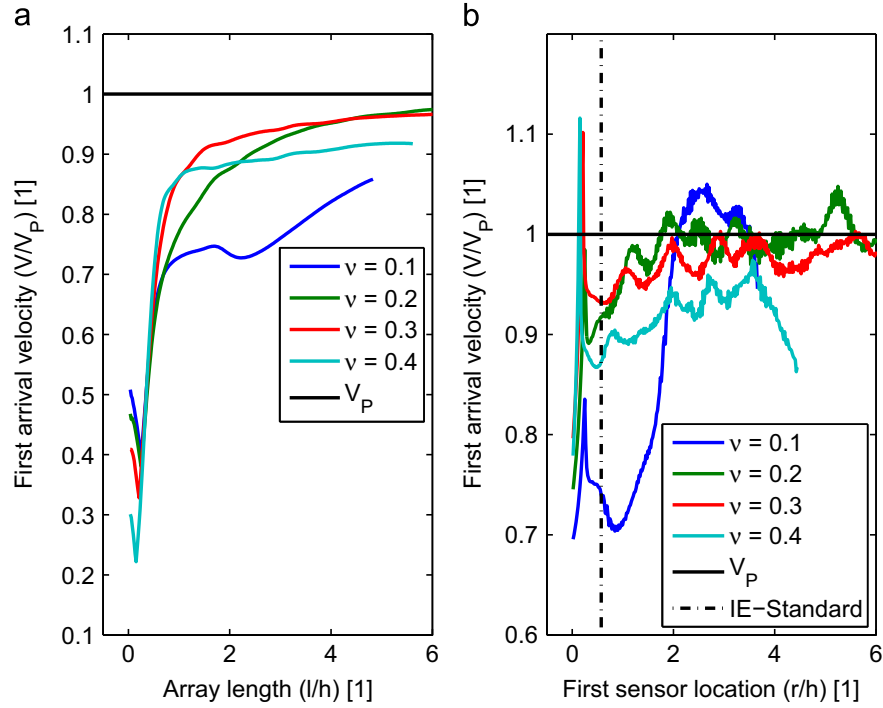 a
1.1
1
0.9
0.8
0.7
0.6
0.5
0.4
0.3
0.2
0.1
First arrival velocity (V/V_P) [1]
0
2
4
6
Array length (l/h) [1]
ν = 0.1
ν = 0.2
ν = 0.3
ν = 0.4
V_P
b
1.1
1
0.9
0.8
0.7
0.6
First arrival velocity (V/V_P) [1]
0
2
4
6
First sensor location (r/h) [1]
ν = 0.1
ν = 0.2
ν = 0.3
ν = 0.4
V_P
IE−Standard